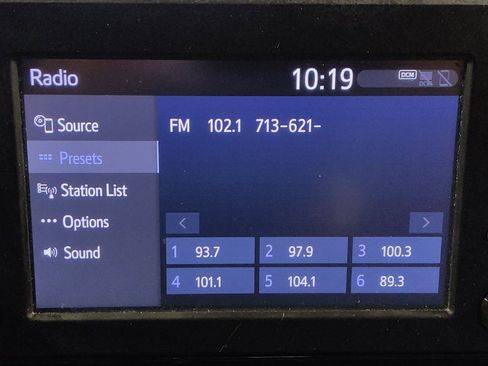 Radio 10:19 DCM
DCM
Source
FM 102.1 713-621-
Presets
Station List
Options
Sound
< >
1 93.7 2 97.9 3 100.3
4 101.1 5 104.1 6 89.3